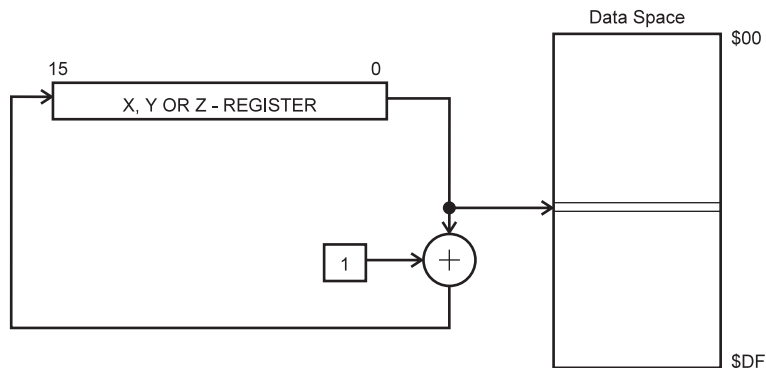 Data Space
$00
15 0
X, Y OR Z - REGISTER
1
+
$DF